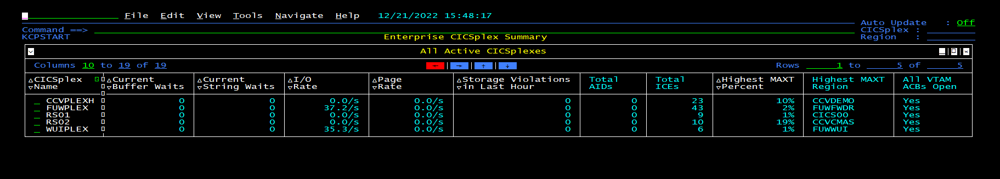 File Edit View Tools Navigate Help 12/21/2022 15:48:17
Auto Update : Off
Command ==> CICSplex :
KCPSTART Enterprise CICSplex Summary Region :
All Active CICSplexes
Columns 10 to 19 of 19 ← → ↑ ↓ Rows 1 to 5 of 5
△CICSplex △Current △Current △I/O △Page △Storage Violations Total Total △Highest MAXT Highest MAXT All VTAM
▽Name ▽Buffer Waits ▽String Waits ▽Rate ▽Rate ▽in Last Hour AIDs ICEs ▽Percent Region ACBs Open
_ CCVPLEXH 0 0 0.0/s 0.0/s 0 0 23 10% CCVDEMO Yes
_ FUWPLEX 0 0 37.2/s 0.0/s 0 0 43 2% FUWFWDR Yes
_ RS01 0 0 0.0/s 0.0/s 0 0 9 1% CICS00 Yes
_ RS02 0 0 0.0/s 0.0/s 0 0 10 19% CCVCMAS Yes
_ WUIPLEX 0 0 35.3/s 0.0/s 0 0 6 1% FUWWUI Yes